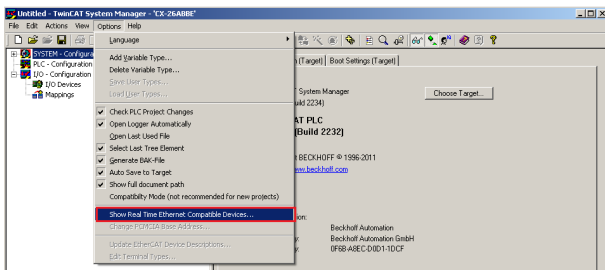 Untitled - TwinCAT System Manager - 'CX-26ABBE'
File Edit Actions View Options Help
SYSTEM - Configura
PLC - Configuration
I/O - Configuration
I/O Devices
Mappings
Language
Add Variable Type...
Delete Variable Type...
Save User Types...
Load User Types...
Check PLC Project Changes
Open Logger Automatically
Open Last Used File
Select Last Tree Element
Generate BAK-File
Auto Save to Target
Show full document path
Compatibilty Mode (not recommended for new projects)
Show Real Time Ethernet Compatible Devices...
Change PCMCIA Base Address...
Update EtherCAT Device Descriptions...
Edit Terminal Types...
(Target) Boot Settings (Target)
System Manager
uild 2234)
Choose Target...
AT PLC
(Build 2232)
BECKHOFF © 1996-2011
ww.beckhoff.com
ion:
Beckhoff Automation
y: Beckhoff Automation GmbH
y: 0F6B-A8EC-D0D1-1DCF